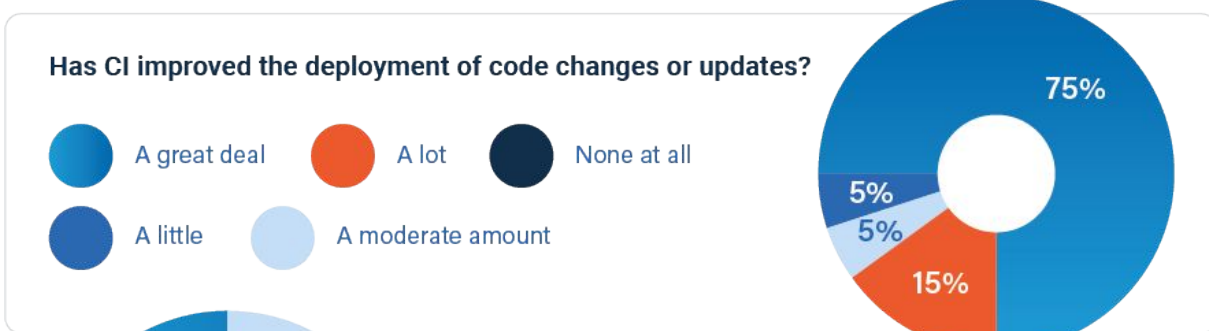 Has CI improved the deployment of code changes or updates?
A great deal
A lot
None at all
A little
A moderate amount
75%
5%
5%
15%